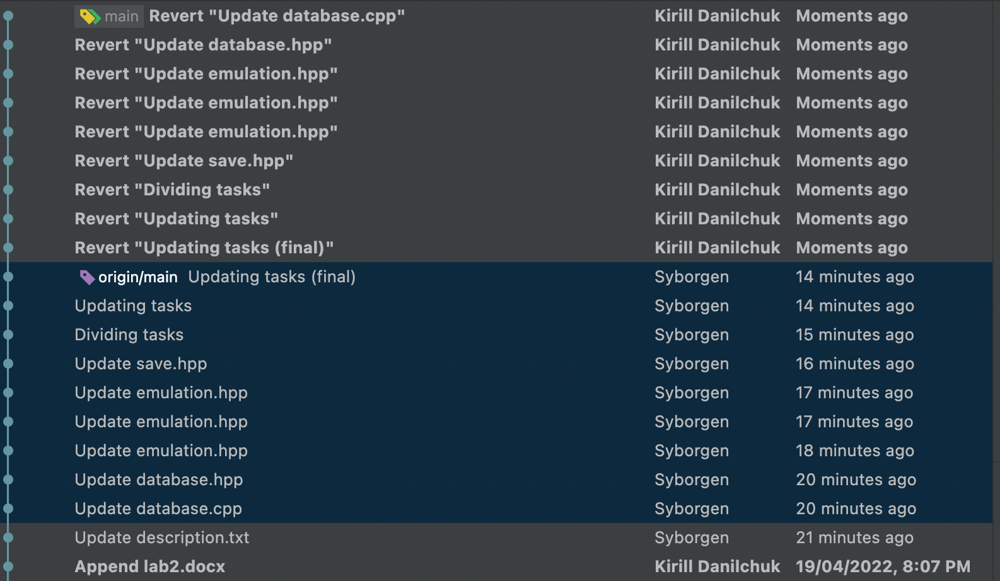 main Revert "Update database.cpp" Kirill Danilchuk Moments ago
Revert "Update database.hpp" Kirill Danilchuk Moments ago
Revert "Update emulation.hpp" Kirill Danilchuk Moments ago
Revert "Update emulation.hpp" Kirill Danilchuk Moments ago
Revert "Update emulation.hpp" Kirill Danilchuk Moments ago
Revert "Update save.hpp" Kirill Danilchuk Moments ago
Revert "Dividing tasks" Kirill Danilchuk Moments ago
Revert "Updating tasks" Kirill Danilchuk Moments ago
Revert "Updating tasks (final)" Kirill Danilchuk Moments ago
origin/main Updating tasks (final) Syborgen 14 minutes ago
Updating tasks Syborgen 14 minutes ago
Dividing tasks Syborgen 15 minutes ago
Update save.hpp Syborgen 16 minutes ago
Update emulation.hpp Syborgen 17 minutes ago
Update emulation.hpp Syborgen 17 minutes ago
Update emulation.hpp Syborgen 18 minutes ago
Update database.hpp Syborgen 20 minutes ago
Update database.cpp Syborgen 20 minutes ago
Update description.txt Syborgen 21 minutes ago
Append lab2.docx Kirill Danilchuk 19/04/2022, 8:07 PM